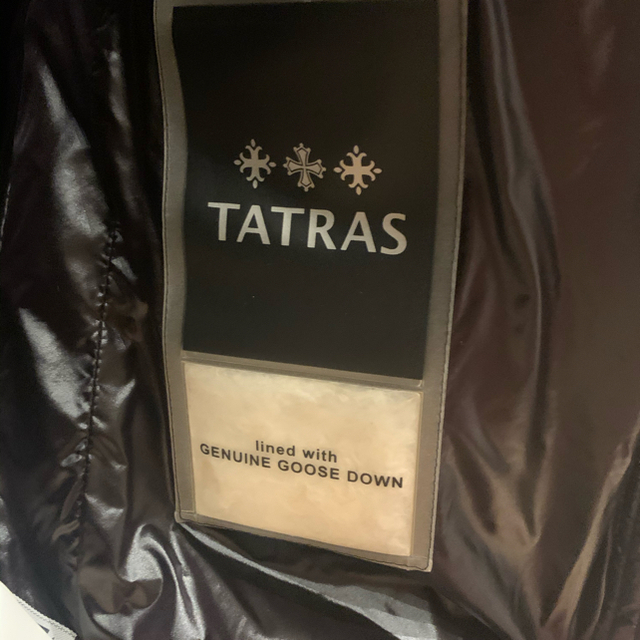 TATRAS
lined with
GENUINE GOOSE DOWN